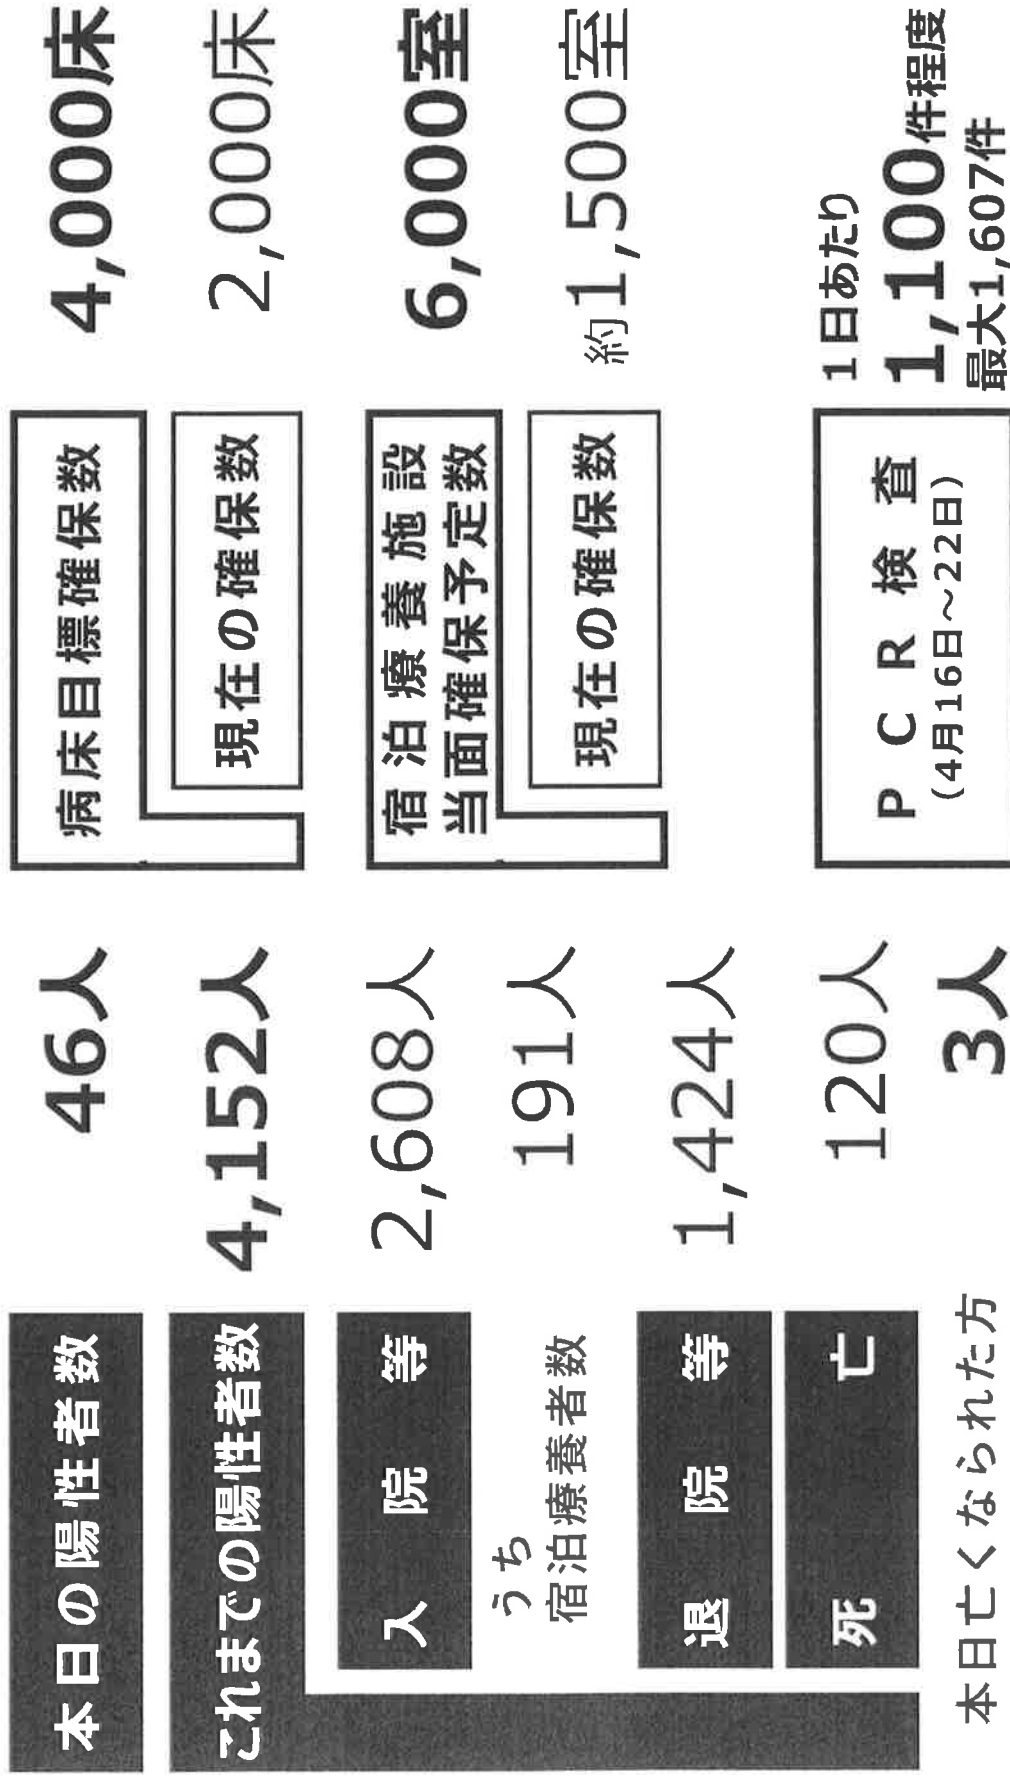 本日の陽性者数 46人
これまでの陽性者数 4,152人
入院等 2,608人
うち
宿泊療養者数 191人
退院等 1,424人
死亡 120人
本日亡くなられた方 3人
病床目標確保数 4,000床
現在の確保数 2,000床
宿泊療養施設
当面確保予定数 6,000室
現在の確保数 約1,500室
PCR検査
(4月16日~22日)
1日あたり
1,100件程度
最大1,607件